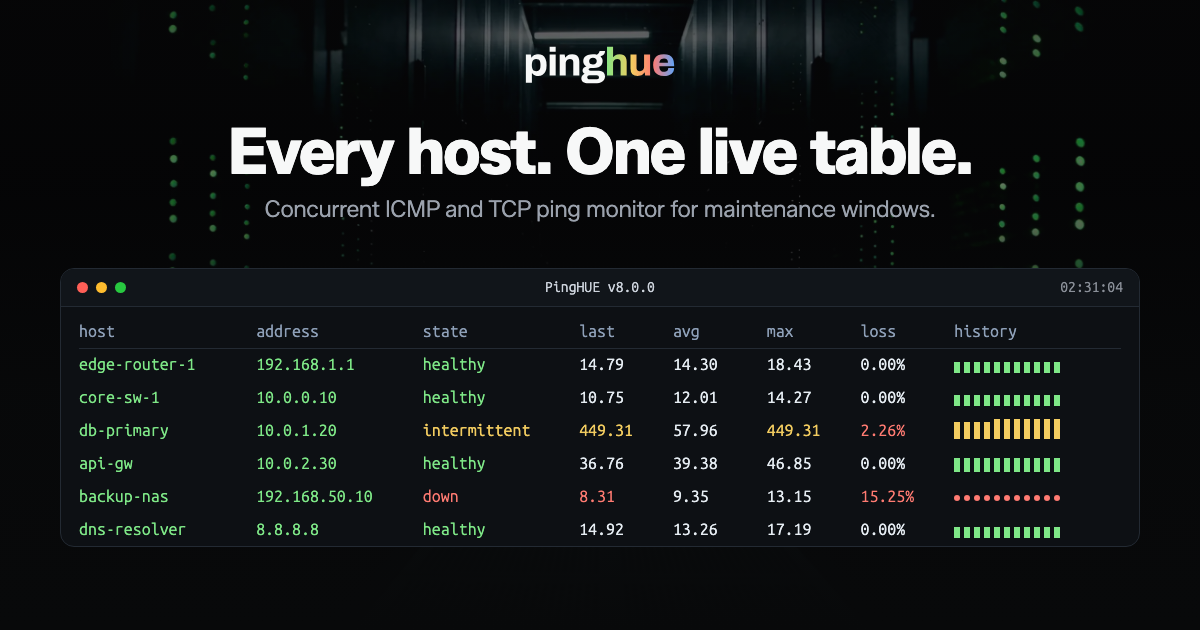 pinghue
Every host. One live table.
Concurrent ICMP and TCP ping monitor for maintenance windows.
PingHUE v8.0.0 02:31:04
host address state last avg max loss history
edge-router-1 192.168.1.1 healthy 14.79 14.30 18.43 0.00%
core-sw-1 10.0.0.10 healthy 10.75 12.01 14.27 0.00%
db-primary 10.0.1.20 intermittent 449.31 57.96 449.31 2.26%
api-gw 10.0.2.30 healthy 36.76 39.38 46.85 0.00%
backup-nas 192.168.50.10 down 8.31 9.35 13.15 15.25%
dns-resolver 8.8.8.8 healthy 14.92 13.26 17.19 0.00%